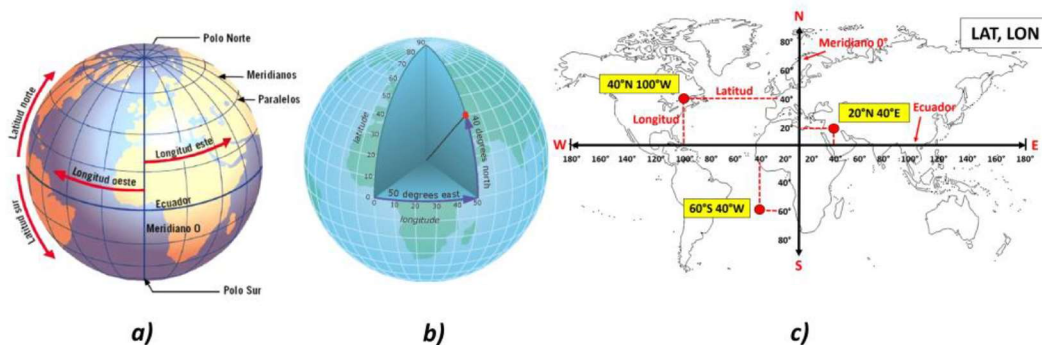 Polo Norte
Meridianos
Paralelos
Latitud norte
Longitud este
Longitud oeste
Ecuador
Latitud sur
Meridiano 0
Polo Sur
a)
90
80
70
60
50
40
30
20
10
0
latitude
40 degrees north
50 degrees east
0 10 20 30 40 50
longitude
b)
N
LAT, LON
Meridiano 0°
80°
60°
40°N 100°W
Latitud
40°
Longitud
20°
20°N 40°E
Ecuador
W
E
180° 160° 140° 120° 100° 80° 60° 40° 20° 20° 40° 60° 80° 100° 120° 140° 160° 180°
20°
40°
60°S 40°W
60°
80°
S
c)